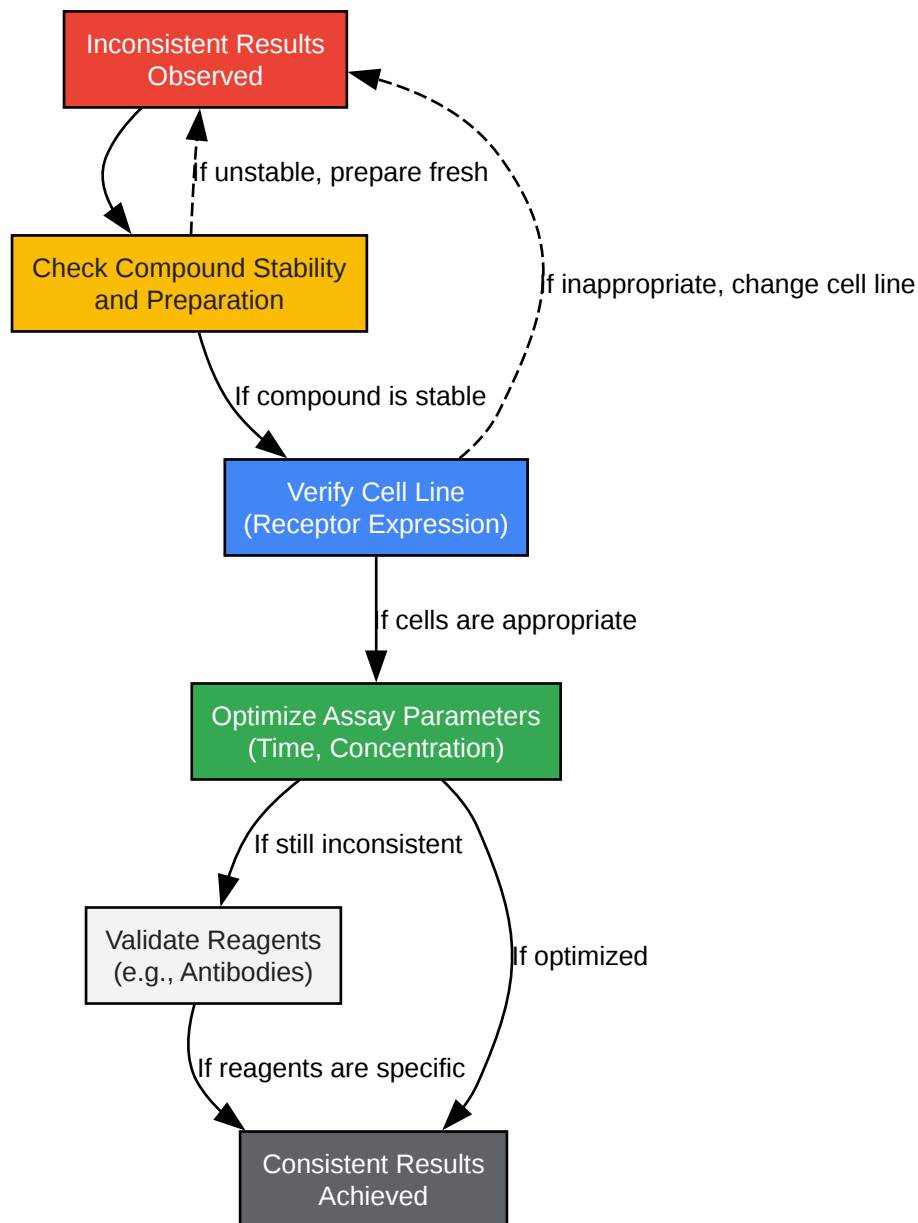 Inconsistent Results
Observed
If unstable, prepare fresh
Check Compound Stability
and Preparation
If inappropriate, change cell line
If compound is stable
Verify Cell Line
(Receptor Expression)
If cells are appropriate
Optimize Assay Parameters
(Time, Concentration)
If still inconsistent
Validate Reagents
(e.g., Antibodies)
If optimized
If reagents are specific
Consistent Results
Achieved